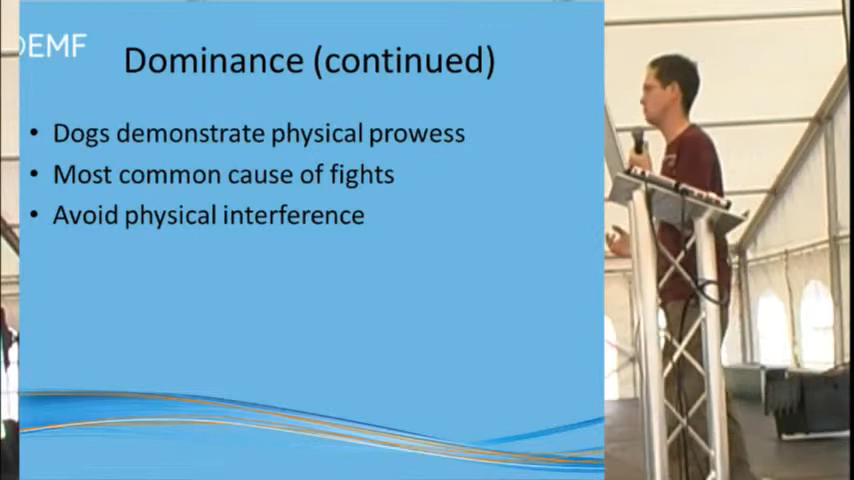 EMF
Dominance (continued)
• Dogs demonstrate physical prowess
• Most common cause of fights
• Avoid physical interference